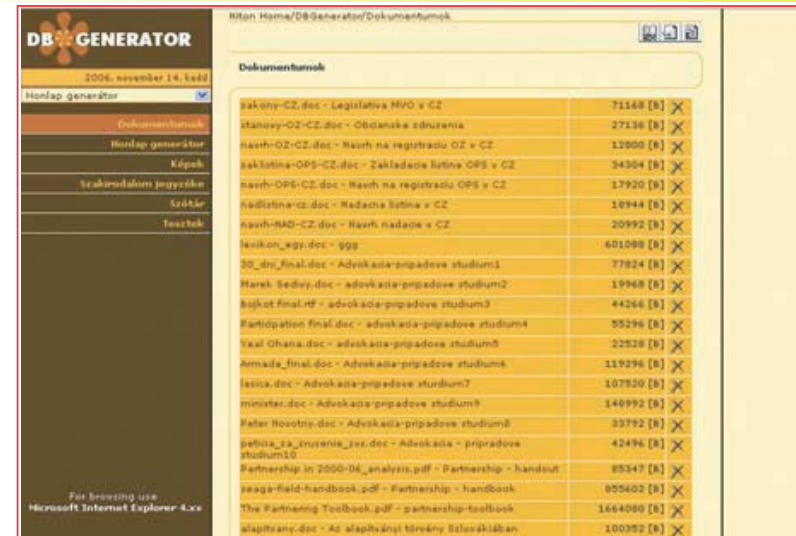 Niton Home/DBGenerator/Dokumentumok
DB GENERATOR
2006. november 14. kedd
Honlap generátor
Dokumentumok
Honlap generátor
Képek
Szakirodalom jegyzéke
Szótár
Tesztek
For browsing use
Microsoft Internet Explorer 4.xx
Dokumentumok
zakony-CZ.doc - Legislativa MVO v CZ 71168 [B]
stanovy-OZ-CZ.doc - Obcianske zdruzenia 27136 [B]
navrh-OZ-CZ.doc - Navrh na registraciu OZ v CZ 12800 [B]
zaklistina-OPS-CZ.doc - Zakladacia listina OPS v CZ 34304 [B]
navrh-OPS-CZ.doc - Navrh na registraciu OPS v CZ 17920 [B]
nadlistina-cz.doc - Nadacna listina v CZ 18944 [B]
navrh-NAD-CZ.doc - Navrh nadacie v CZ 20992 [B]
lexikon_egy.doc - ggg 601088 [B]
30_dni_final.doc - Advokacia-pripadove studium1 77824 [B]
Marek Sedivy.doc - adovkacia-pripadove studium2 19968 [B]
bojkot final.rtf - advokacia-pripadove studium3 44266 [B]
Participation final.doc - advokacia-pripadove studium4 55296 [B]
Yeal Ohana.doc - advokacia-pripadove studium5 22528 [B]
Armada_final.doc - Advokacia-pripadove studium6 119296 [B]
lesica.doc - Advokacia-pripadove sturdium7 107520 [B]
minister.doc - Advokacia-pripadove studium9 148992 [B]
Peter Novotny.doc - Advokacia-pripadove studium8 33792 [B]
peticia_za_zrusenie_zvs.doc - Advokacia - pripradove 42496 [B]
studium10
Partnership in 2000-06_analysis.pdf - Partnership - handout 85347 [B]
seaga-field-handbook.pdf - Partnership - handbook 855602 [B]
The Partnering Toolbook.pdf - partnership-toolbook 1664080 [B]
alapitvany.doc - Az alapítványi törvény Szlovákiában 100352 [B]